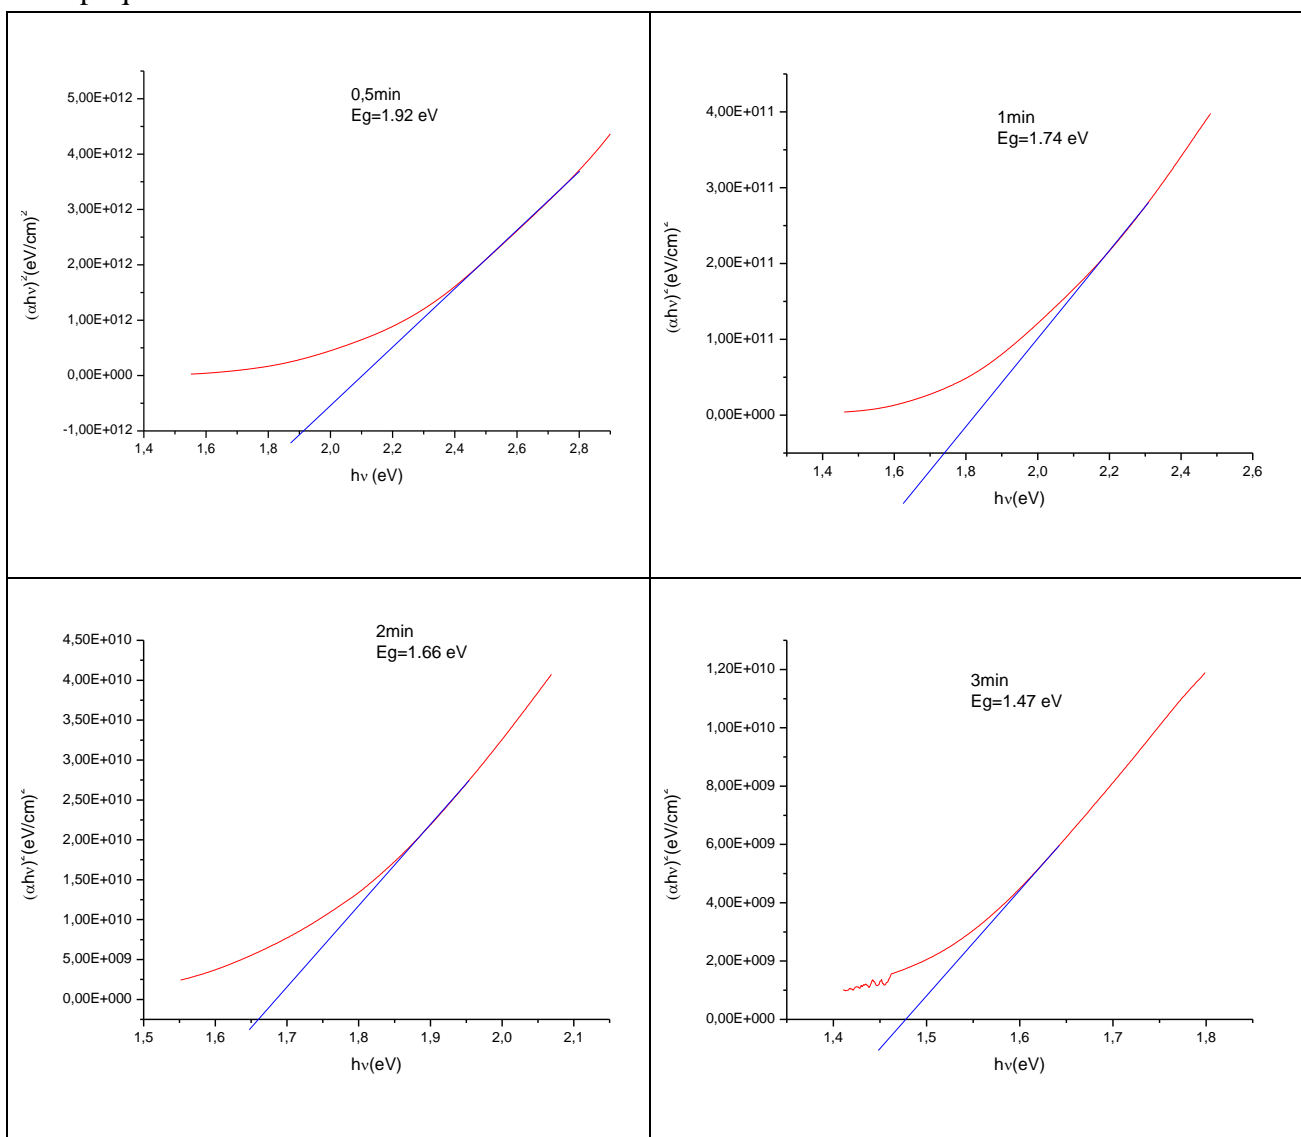 0,5min
Eg=1.92 eV
5,00E+012
4,00E+012
3,00E+012
2,00E+012
1,00E+012
0,00E+000
-1,00E+012
1,4 1,6 1,8 2,0 2,2 2,4 2,6 2,8
(αhν)²(eV/cm)²
hν (eV)
1min
Eg=1.74 eV
4,00E+011
3,00E+011
2,00E+011
1,00E+011
0,00E+000
1,4 1,6 1,8 2,0 2,2 2,4 2,6
(αhν)²(eV/cm)²
hν(eV)
2min
Eg=1.66 eV
4,50E+010
4,00E+010
3,50E+010
3,00E+010
2,50E+010
2,00E+010
1,50E+010
1,00E+010
5,00E+009
0,00E+000
1,5 1,6 1,7 1,8 1,9 2,0 2,1
(αhν)²(eV/cm)²
hν(eV)
3min
Eg=1.47 eV
1,20E+010
1,00E+010
8,00E+009
6,00E+009
4,00E+009
2,00E+009
0,00E+000
1,4 1,5 1,6 1,7 1,8
(αhν)²(eV/cm)²
hν(eV)